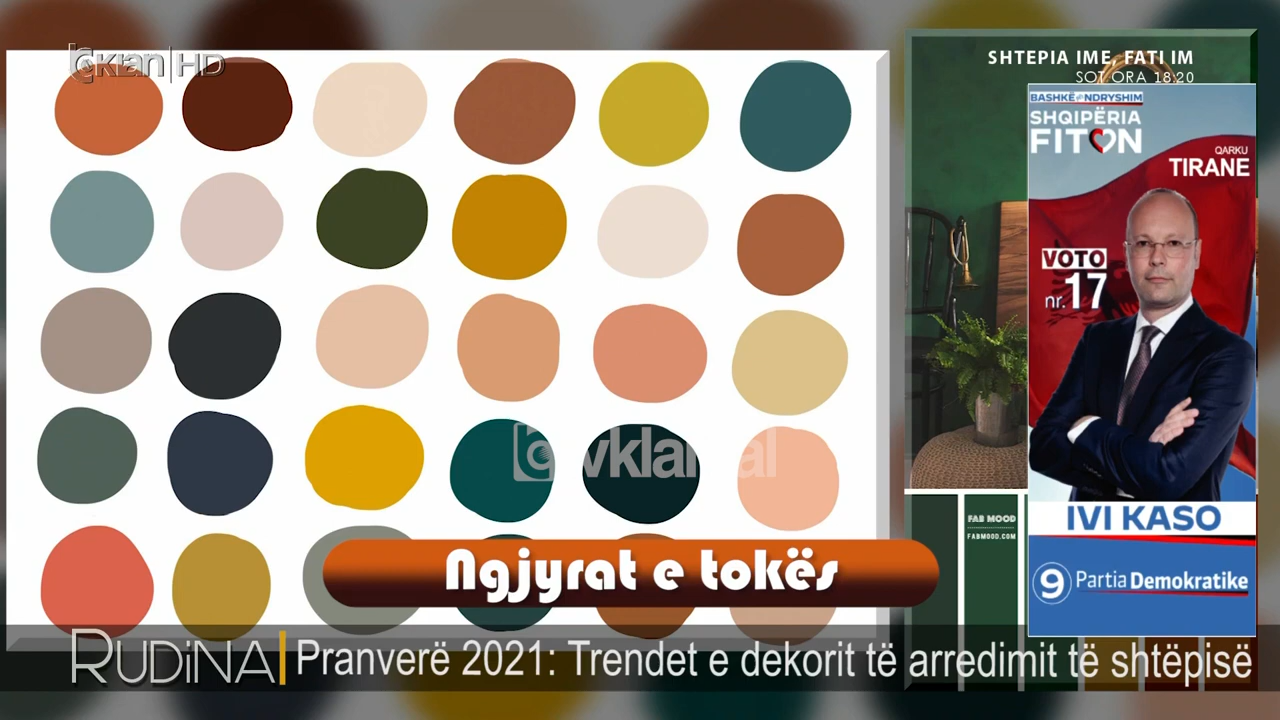 klan HD
SHTEPIA IME, FATI IM
SOT ORA 18:20
BASHKË NDRYSHIM
SHQIPËRIA
FITON
QARKU
TIRANE
VOTO
nr.17
IVI KASO
9 Partia Demokratike
FAB MOOD
FABMOOD.COM
tvklan.al
Ngjyrat e tokës
RUDiNA
Pranverë 2021: Trendet e dekorit të arredimit të shtëpisë